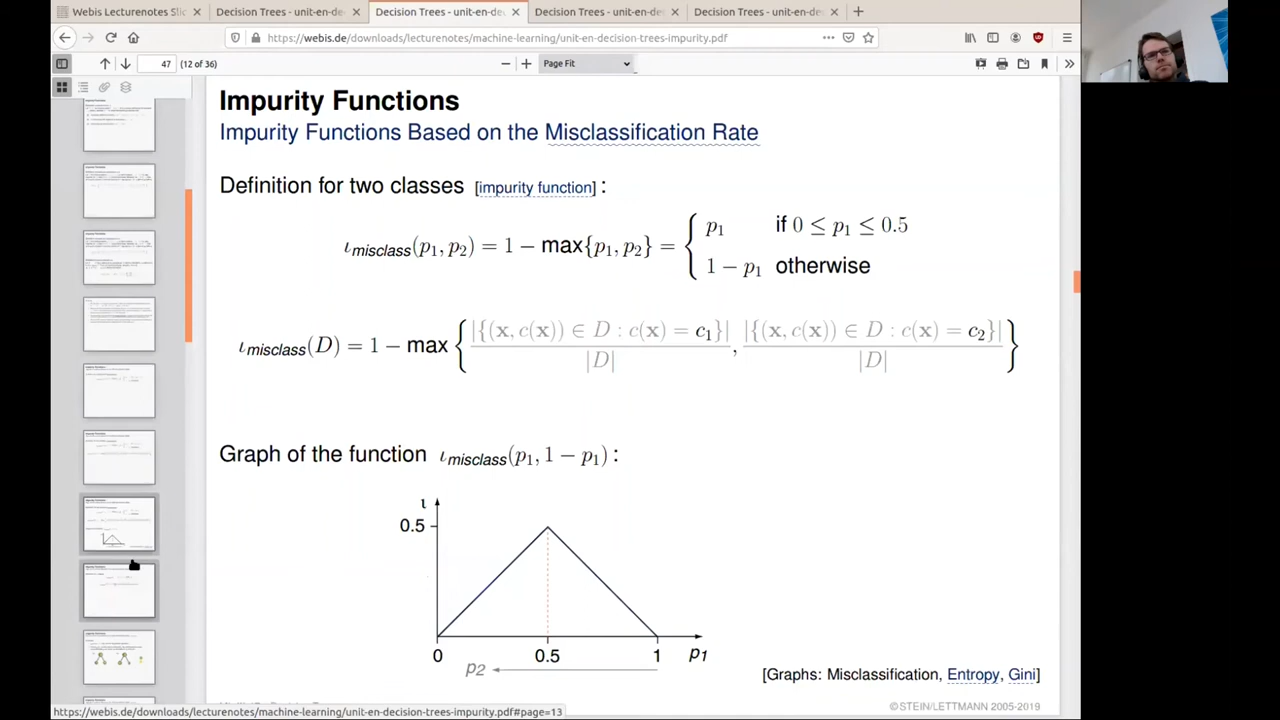 Webis Lecturenotes Slic
Decision Trees - unit-en-dec
Decision Trees - unit-en-dec
Decision Trees - unit-en-dec
Decision Trees - unit-en-dec
https://webis.de/downloads/lecturenotes/machine-learning/unit-en-decision-trees-impurity.pdf
47 (12 of 36)
Page Fit
Impurity Functions
Impurity Functions Based on the Misclassification Rate
Definition for two classes [impurity function] :
ι_misclass(p₁, p₂) = 1 − max{p₁, p₂} = { p₁ if 0 ≤ p₁ ≤ 0.5
1 − p₁ otherwise
ι_misclass(D) = 1 − max { |{(x, c(x)) ∈ D : c(x) = c₁}| / |D| , |{(x, c(x)) ∈ D : c(x) = c₂}| / |D| }
Graph of the function ι_misclass(p₁, 1 − p₁) :
ι
0.5
0 0.5 1 p₁
p₂
[Graphs: Misclassification, Entropy, Gini]
https://webis.de/downloads/lecturenotes/machine-learning/unit-en-decision-trees-impurity.pdf#page=13
© STEIN/LETTMANN 2005-2019